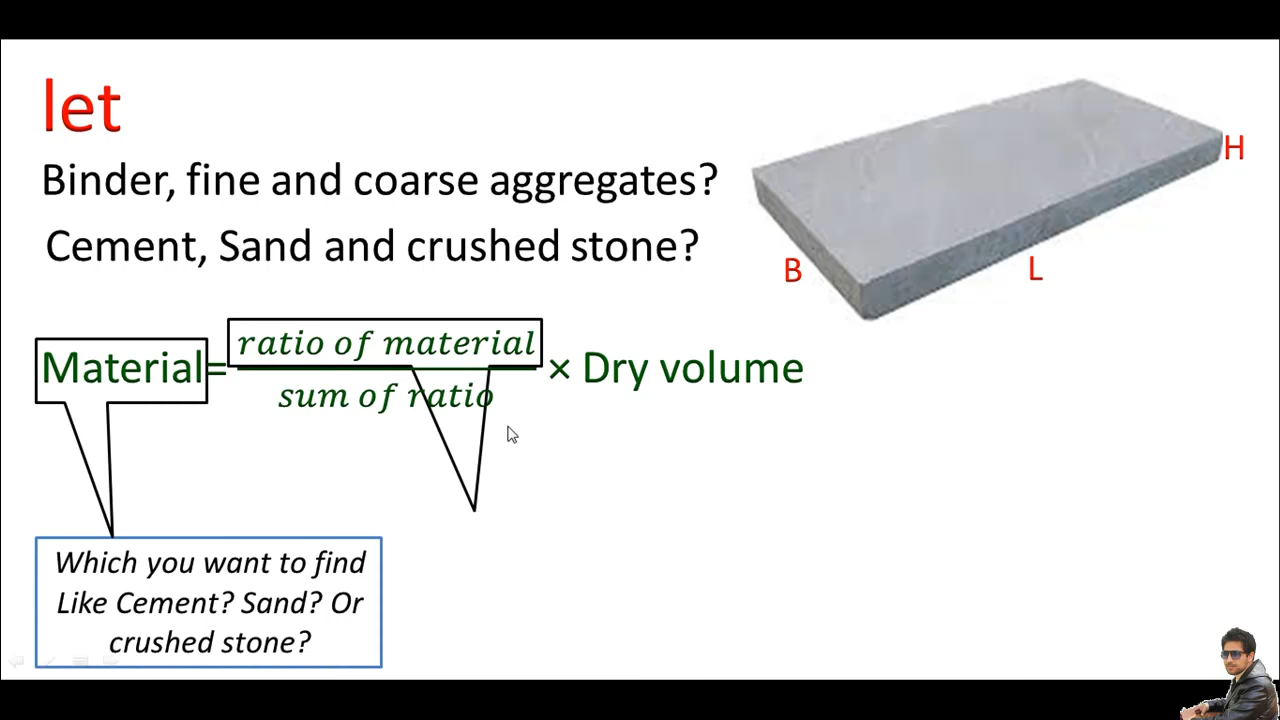 let
Binder, fine and coarse aggregates?
Cement, Sand and crushed stone?
H
B
L
ratio of material
Material= × Dry volume
sum of ratio
Which you want to find
Like Cement? Sand? Or
crushed stone?